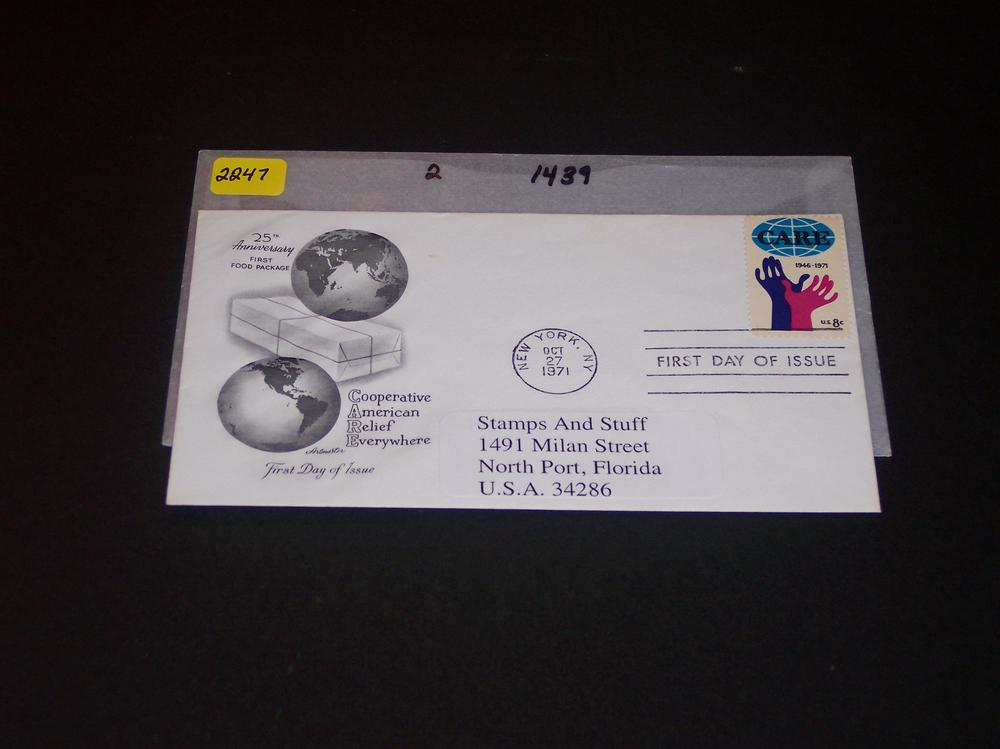 2247
2
1439
25TH
Anniversary
FIRST
FOOD PACKAGE
CARE
1946-1971
U.S. 8c
NEW YORK, NY
OCT
27
1971
FIRST DAY OF ISSUE
Cooperative
American
Relief
Everywhere
Artmaster
First Day of Issue
Stamps And Stuff
1491 Milan Street
North Port, Florida
U.S.A. 34286